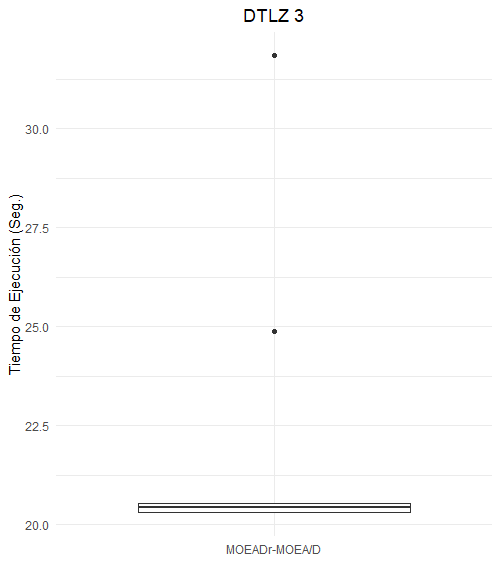 DTLZ 3
Tiempo de Ejecución (Seg.)
30.0
27.5
25.0
22.5
20.0
MOEADr-MOEA/D